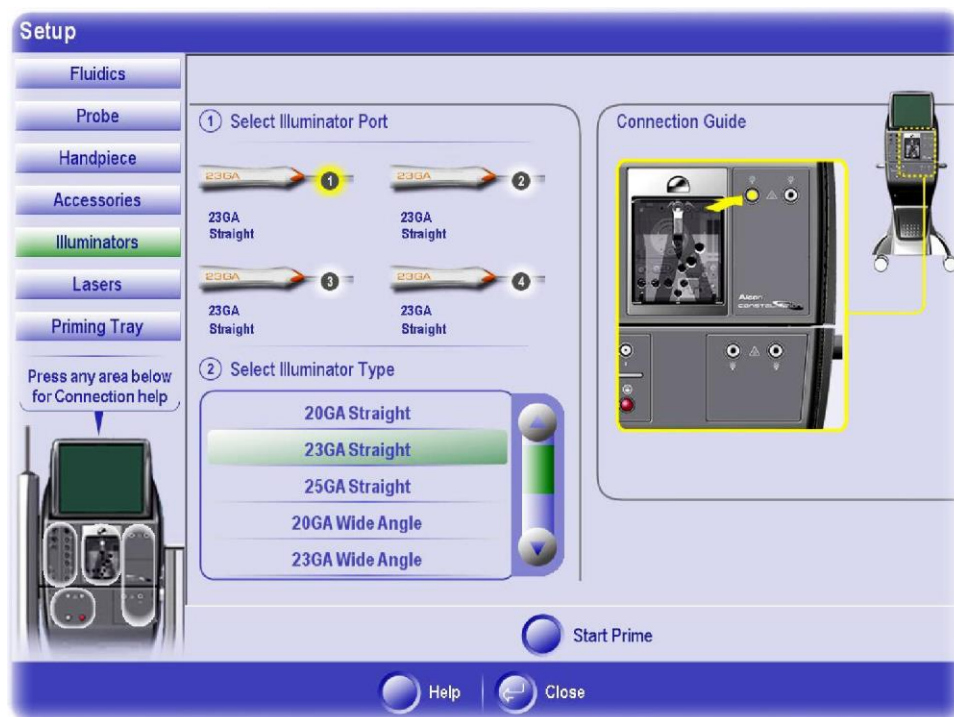 Setup
Fluidics
Probe
Handpiece
Accessories
Illuminators
Lasers
Priming Tray
Press any area below
for Connection help
1 Select Illuminator Port
23GA
1
23GA
Straight
23GA
2
23GA
Straight
23GA
3
23GA
Straight
23GA
4
23GA
Straight
2 Select Illuminator Type
20GA Straight
23GA Straight
25GA Straight
20GA Wide Angle
23GA Wide Angle
Connection Guide
Alcon
Start Prime
Help
Close